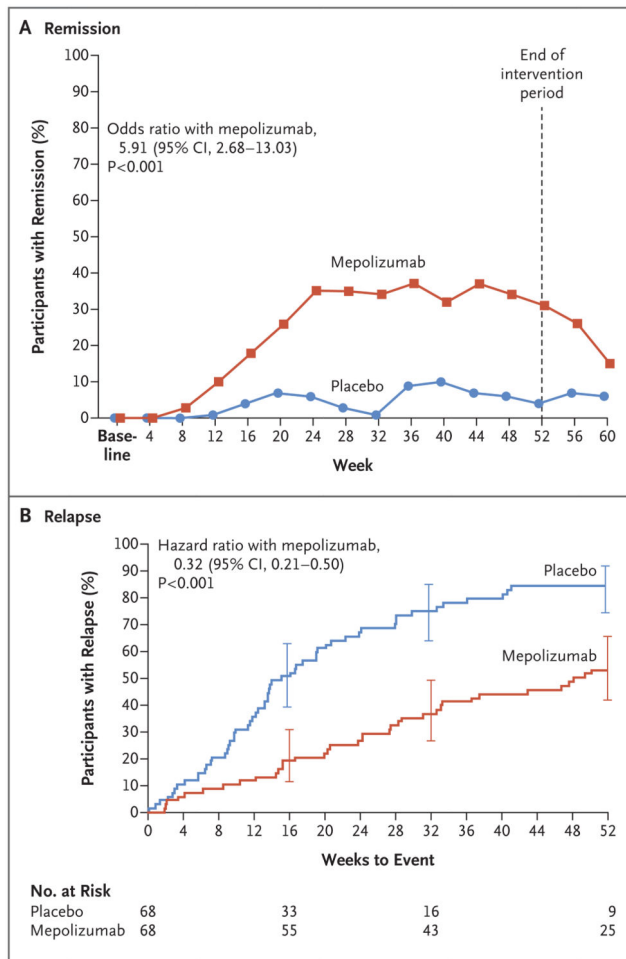 A Remission
100
90
80
70
60
50
40
30
20
10
0
Participants with Remission (%)
Odds ratio with mepolizumab,
5.91 (95% CI, 2.68–13.03)
P<0.001
End of
intervention
period
Mepolizumab
Placebo
Base-
line
4 8 12 16 20 24 28 32 36 40 44 48 52 56 60
Week
B Relapse
100
90
80
70
60
50
40
30
20
10
0
Participants with Relapse (%)
Hazard ratio with mepolizumab,
0.32 (95% CI, 0.21–0.50)
P<0.001
Placebo
Mepolizumab
0 4 8 12 16 20 24 28 32 36 40 44 48 52
Weeks to Event
No. at Risk
Placebo 68 33 16 9
Mepolizumab 68 55 43 25